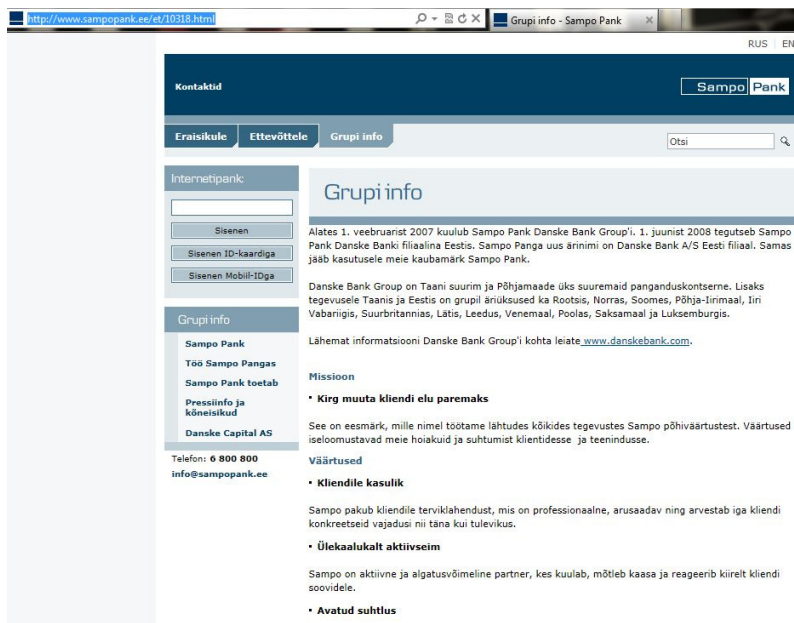 http://www.sampopank.ee/et/10318.html
Grupi info - Sampo Pank
RUS EN
Kontaktid
Sampo Pank
Eraisikule Ettevõttele Grupi info
Otsi
Internetipank:
Sisenen
Sisenen ID-kaardiga
Sisenen Mobiil-IDga
Grupi info
Sampo Pank
Töö Sampo Pangas
Sampo Pank toetab
Pressiinfo ja
kõneisikud
Danske Capital AS
Telefon: 6 800 800
info@sampopank.ee
Grupi info
Alates 1. veebruarist 2007 kuulub Sampo Pank Danske Bank Group'i. 1. juunist 2008 tegutseb Sampo
Pank Danske Banki filiaalina Eestis. Sampo Panga uus ärinimi on Danske Bank A/S Eesti filiaal. Samas
jääb kasutusele meie kaubamärk Sampo Pank.
Danske Bank Group on Taani suurim ja Põhjamaade üks suuremaid panganduskontserne. Lisaks
tegevusele Taanis ja Eestis on grupil äriüksused ka Rootsis, Norras, Soomes, Põhja-Iirimaal, Iiri
Vabariigis, Suurbritannias, Lätis, Leedus, Venemaal, Poolas, Saksamaal ja Luksemburgis.
Lähemat informatsiooni Danske Bank Group'i kohta leiate www.danskebank.com.
Missioon
• Kirg muuta kliendi elu paremaks
See on eesmärk, mille nimel töötame lähtudes kõikides tegevustes Sampo põhiväärtustest. Väärtused
iseloomustavad meie hoiakuid ja suhtumist klientidesse ja teenindusse.
Väärtused
• Kliendile kasulik
Sampo pakub kliendile terviklahendust, mis on professionaalne, arusaadav ning arvestab iga kliendi
konkreetseid vajadusi nii täna kui tulevikus.
• Ülekaalukalt aktiivseim
Sampo on aktiivne ja algatusvõimeline partner, kes kuulab, mõtleb kaasa ja reageerib kiirelt kliendi
soovidele.
• Avatud suhtlus